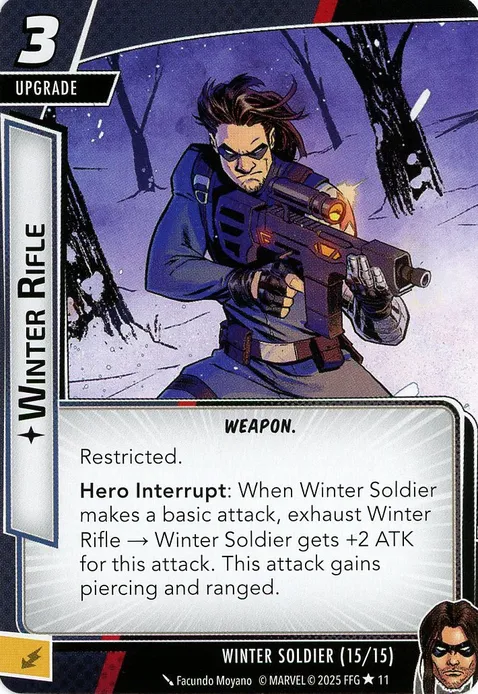 3
UPGRADE
WINTER RIFLE
WEAPON.
Restricted.
Hero Interrupt: When Winter Soldier
makes a basic attack, exhaust Winter
Rifle → Winter Soldier gets +2 ATK
for this attack. This attack gains
piercing and ranged.
WINTER SOLDIER (15/15)
Facundo Moyano © MARVEL © 2025 FFG ★ 11